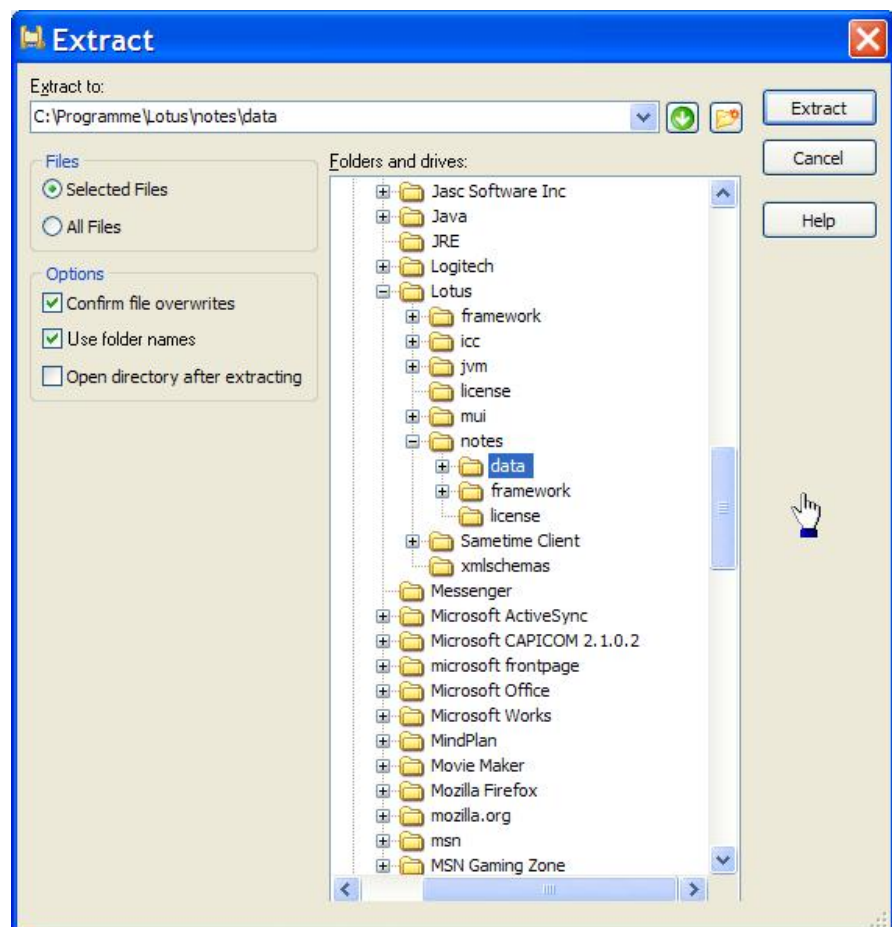 Extract
Extract to:
C:\Programme\Lotus\notes\data
Extract
Cancel
Help
Files
Selected Files
All Files
Options
Confirm file overwrites
Use folder names
Open directory after extracting
Folders and drives:
Jasc Software Inc
Java
JRE
Logitech
Lotus
framework
icc
jvm
license
mui
notes
data
framework
license
Sametime Client
xmlschemas
Messenger
Microsoft ActiveSync
Microsoft CAPICOM 2.1.0.2
microsoft frontpage
Microsoft Office
Microsoft Works
MindPlan
Movie Maker
Mozilla Firefox
mozilla.org
msn
MSN Gaming Zone